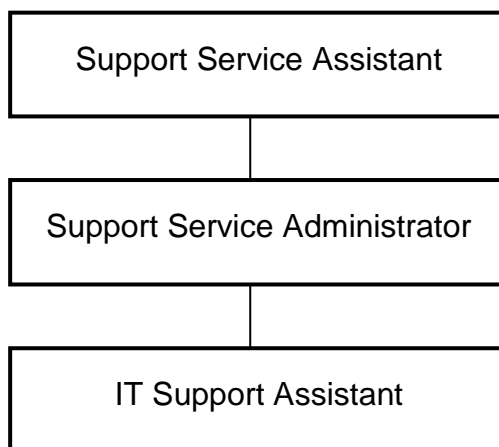 Support Service Assistant
Support Service Administrator
IT Support Assistant